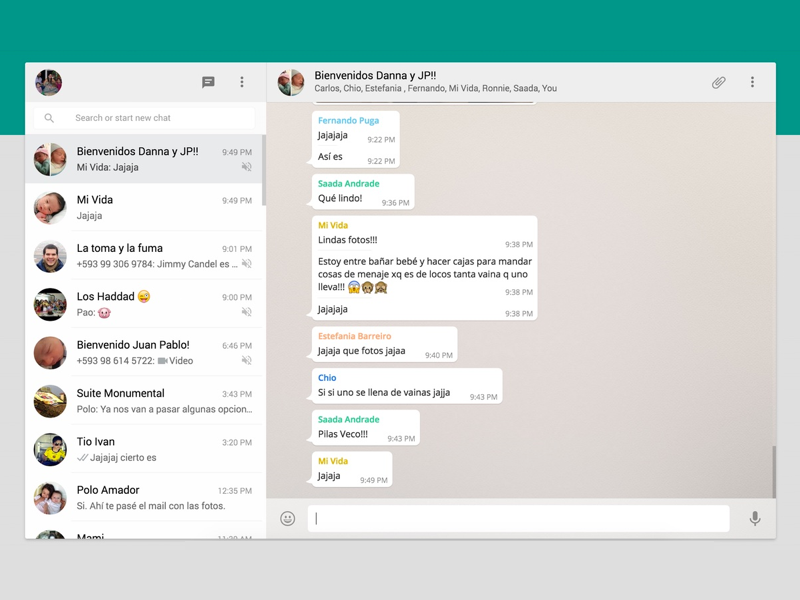 Search or start new chat
Bienvenidos Danna y JP!!
9:49 PM
Mi Vida: Jajaja
Mi Vida
9:49 PM
Jajaja
La toma y la fuma
9:01 PM
+593 99 306 9784: Jimmy Candel es ...
Los Haddad 😜
9:00 PM
Pao: 🐷
Bienvenido Juan Pablo!
6:46 PM
+593 98 614 5722: Video
Suite Monumental
3:43 PM
Polo: Ya nos van a pasar algunas opcion...
Tio Ivan
3:20 PM
Jajajaj cierto es
Polo Amador
12:35 PM
Si. Ahí te pasé el mail con las fotos.
Mami
Bienvenidos Danna y JP!!
Carlos, Chio, Estefania , Fernando, Mi Vida, Ronnie, Saada, You
Fernando Puga
Jajajaja
9:22 PM
Así es
9:22 PM
Saada Andrade
Qué lindo!
9:36 PM
Mi Vida
Lindas fotos!!!
9:38 PM
Estoy entre bañar bebé y hacer cajas para mandar
cosas de menaje xq es de locos tanta vaina q uno
lleva!!! 😱🙊🙈
9:38 PM
Jajajaja
9:38 PM
Estefania Barreiro
Jajaja que fotos jajaa
9:40 PM
Chio
Si si uno se llena de vainas jajja
9:43 PM
Saada Andrade
Pilas Veco!!!
9:43 PM
Mi Vida
Jajaja
9:49 PM